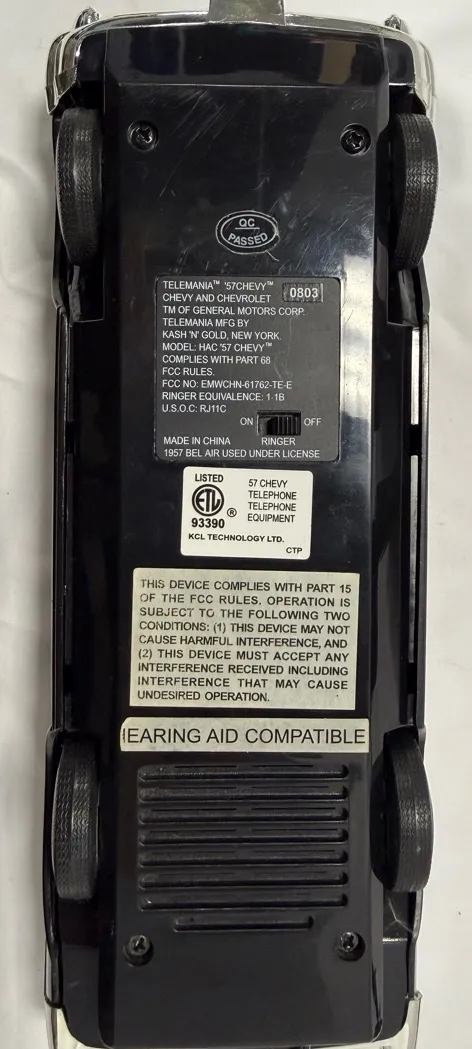 QC
PASSED
TELEMANIA™ '57CHEVY™
CHEVY AND CHEVROLET
0803
TM OF GENERAL MOTORS CORP.
TELEMANIA MFG BY
KASH 'N' GOLD, NEW YORK.
MODEL: HAC '57 CHEVY™
COMPLIES WITH PART 68
FCC RULES.
FCC NO: EMWCHN-61762-TE-E
RINGER EQUIVALENCE: 1·1B
U.S.O.C: RJ11C
ON OFF
MADE IN CHINA RINGER
1957 BEL AIR USED UNDER LICENSE
LISTED
ETL
®
93390
57 CHEVY
TELEPHONE
TELEPHONE
EQUIPMENT
KCL TECHNOLOGY LTD.
CTP
THIS DEVICE COMPLIES WITH PART 15
OF THE FCC RULES. OPERATION IS
SUBJECT TO THE FOLLOWING TWO
CONDITIONS: (1) THIS DEVICE MAY NOT
CAUSE HARMFUL INTERFERENCE, AND
(2) THIS DEVICE MUST ACCEPT ANY
INTERFERENCE RECEIVED INCLUDING
INTERFERENCE THAT MAY CAUSE
UNDESIRED OPERATION.
HEARING AID COMPATIBLE